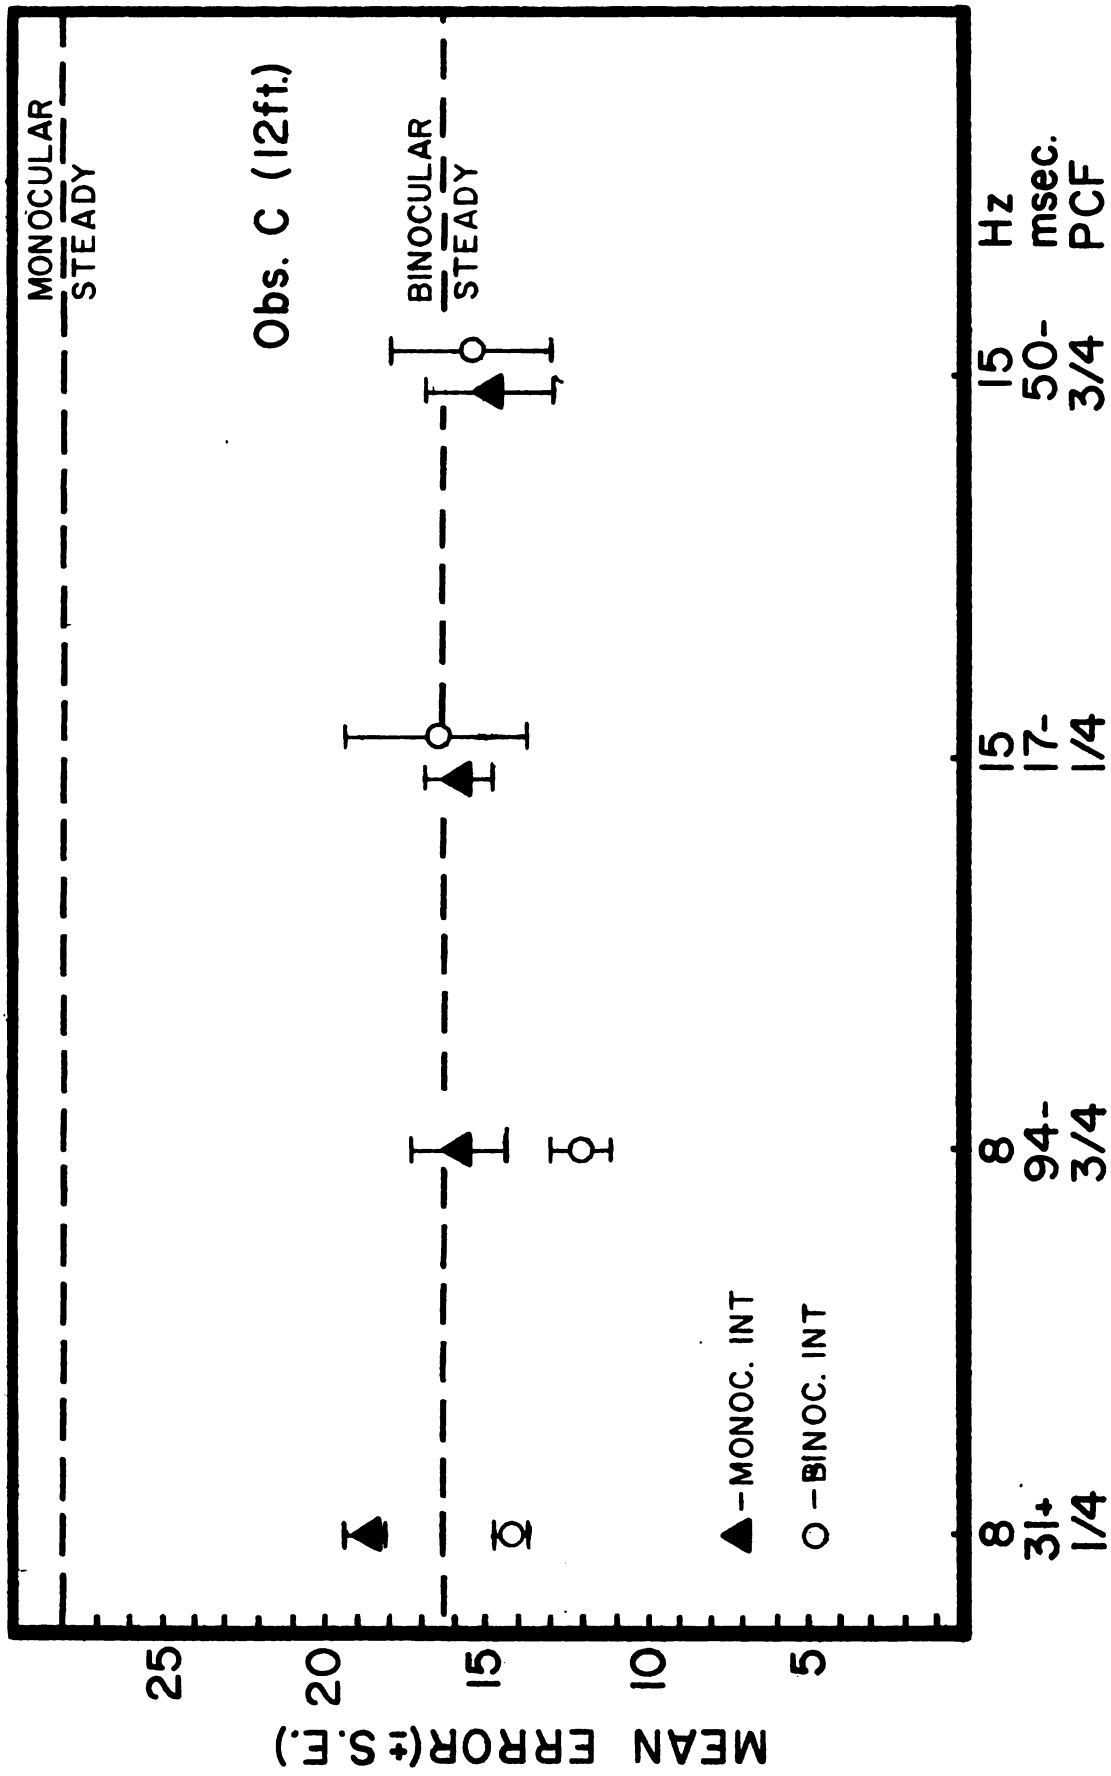 MONOCULAR
STEADY
Obs. C (12ft.)
BINOCULAR
STEADY
MEAN ERROR(± S.E.)
25
20
15
10
5
▲ – MONOC. INT
○ – BINOC. INT
8 8 15 15 Hz
31+ 94- 17- 50- msec.
1/4 3/4 1/4 3/4 PCF